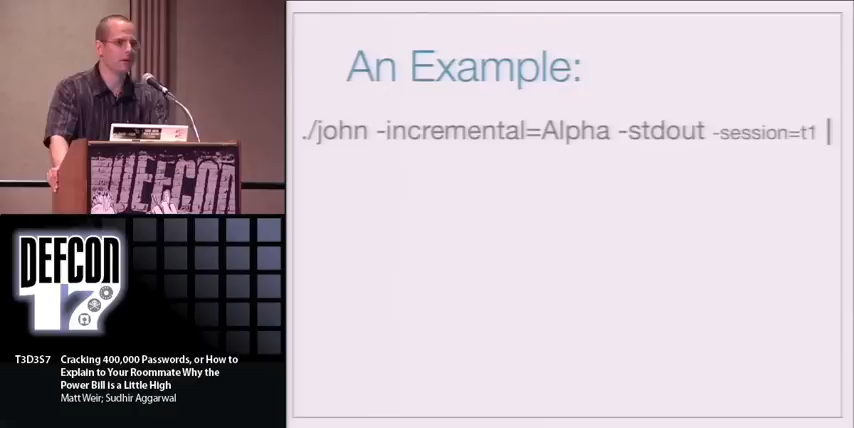 An Example:
./john -incremental=Alpha -stdout -session=t1 |
DEFCON
DEFCON
17
T3D3S7 Cracking 400,000 Passwords, or How to
Explain to Your Roommate Why the
Power Bill is a Little High
Matt Weir; Sudhir Aggarwal